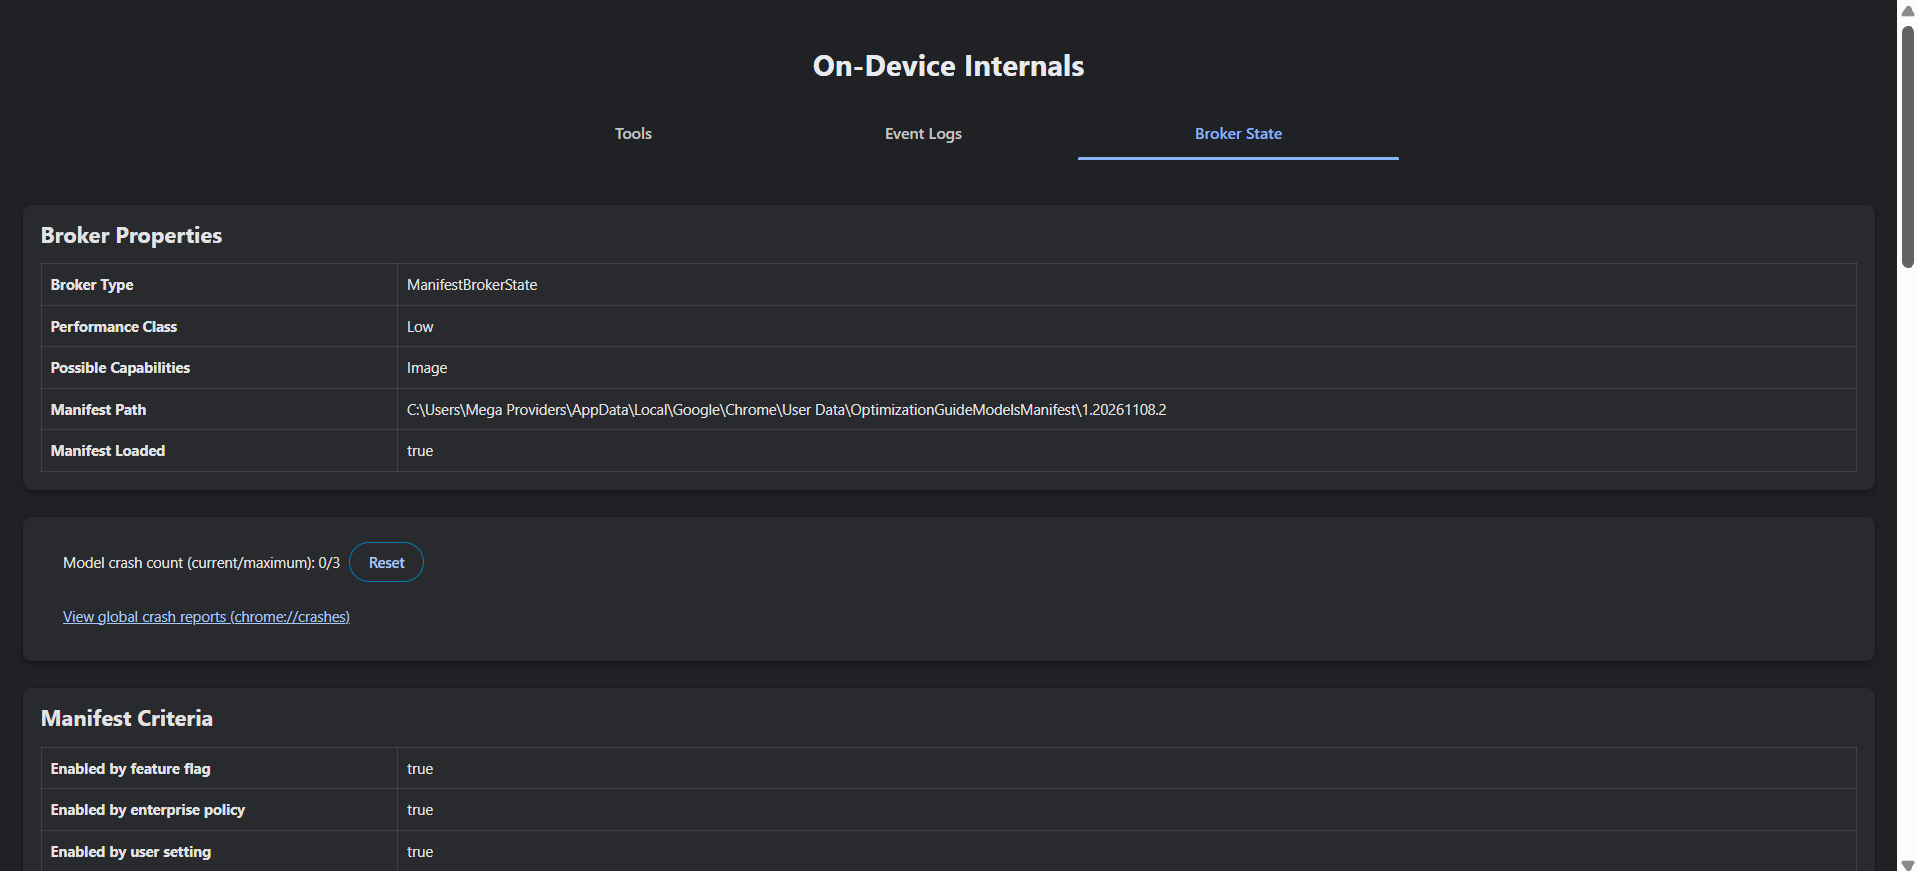 On-Device Internals
Tools Event Logs Broker State
Broker Properties
Broker Type ManifestBrokerState
Performance Class Low
Possible Capabilities Image
Manifest Path C:\Users\Mega Providers\AppData\Local\Google\Chrome\User Data\OptimizationGuideModelsManifest\1.20261108.2
Manifest Loaded true
Model crash count (current/maximum): 0/3 Reset
View global crash reports (chrome://crashes)
Manifest Criteria
Enabled by feature flag true
Enabled by enterprise policy true
Enabled by user setting true